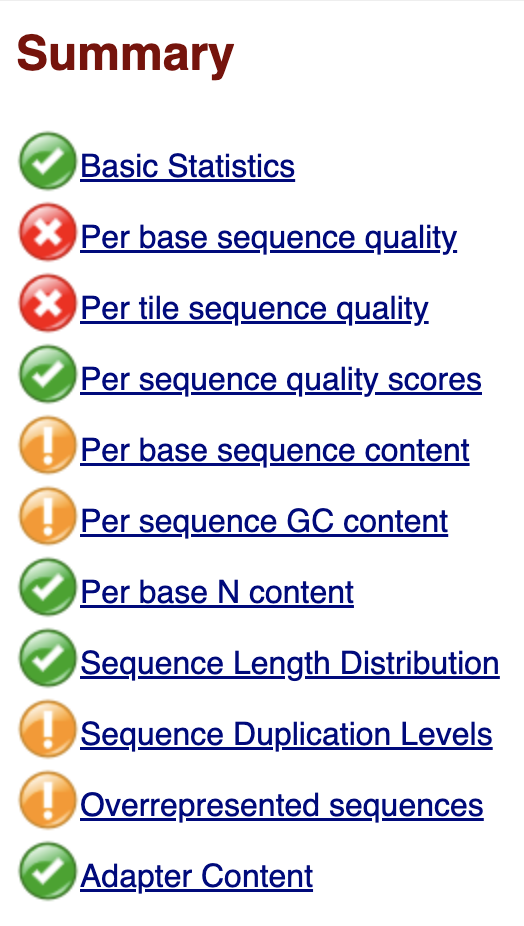 Summary
Basic Statistics
Per base sequence quality
Per tile sequence quality
Per sequence quality scores
Per base sequence content
Per sequence GC content
Per base N content
Sequence Length Distribution
Sequence Duplication Levels
Overrepresented sequences
Adapter Content